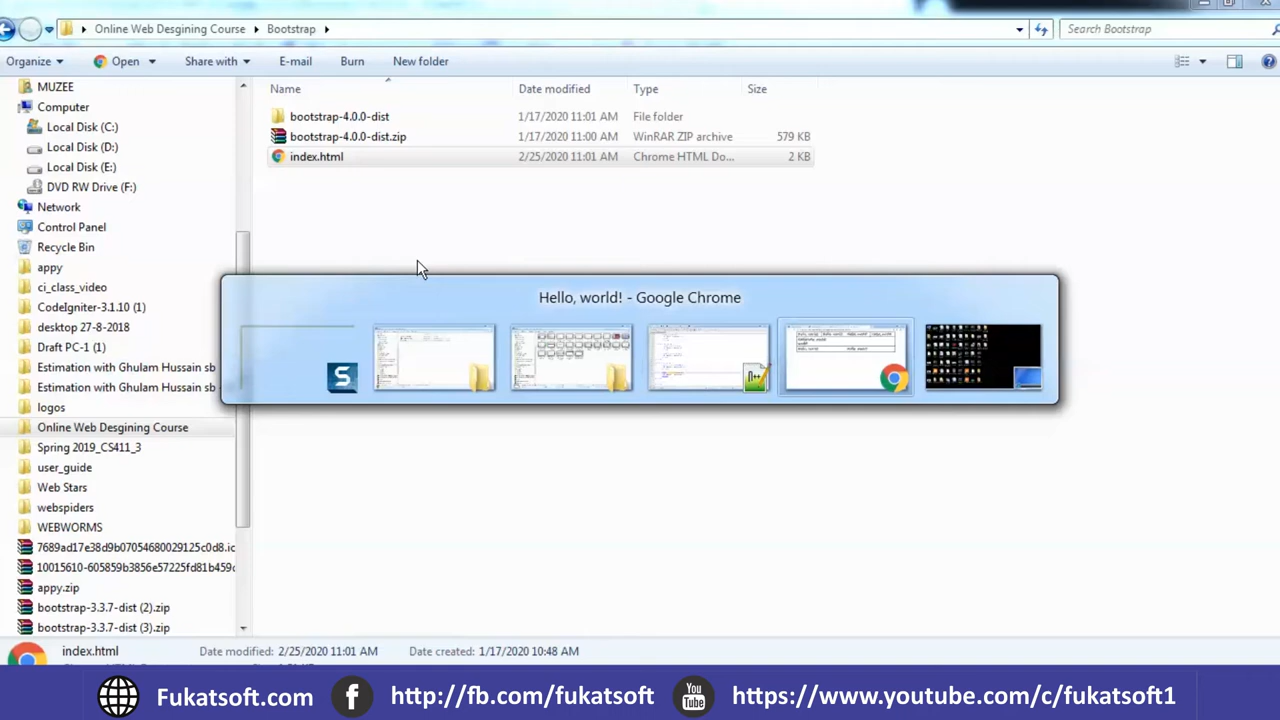 Online Web Desgining Course Bootstrap
Search Bootstrap
Organize Open Share with E-mail Burn New folder
Name Date modified Type Size
bootstrap-4.0.0-dist 1/17/2020 11:01 AM File folder
bootstrap-4.0.0-dist.zip 1/17/2020 11:00 AM WinRAR ZIP archive 579 KB
index.html 2/25/2020 11:01 AM Chrome HTML Do... 2 KB
MUZEE
Computer
Local Disk (C:)
Local Disk (D:)
Local Disk (E:)
DVD RW Drive (F:)
Network
Control Panel
Recycle Bin
appy
ci_class_video
CodeIgniter-3.1.10 (1)
desktop 27-8-2018
Draft PC-1 (1)
Estimation with Ghulam Hussain sb
Estimation with Ghulam Hussain sb
logos
Online Web Desgining Course
Spring 2019_CS411_3
user_guide
Web Stars
webspiders
WEBWORMS
7689ad17e38d9b07054680029125c0d8.ic
10015610-605859b3856e57225fd81b459c
appy.zip
bootstrap-3.3.7-dist (2).zip
bootstrap-3.3.7-dist (3).zip
Hello, world! - Google Chrome
index.html Date modified: 2/25/2020 11:01 AM Date created: 1/17/2020 10:48 AM
Fukatsoft.com http://fb.com/fukatsoft You Tube https://www.youtube.com/c/fukatsoft1